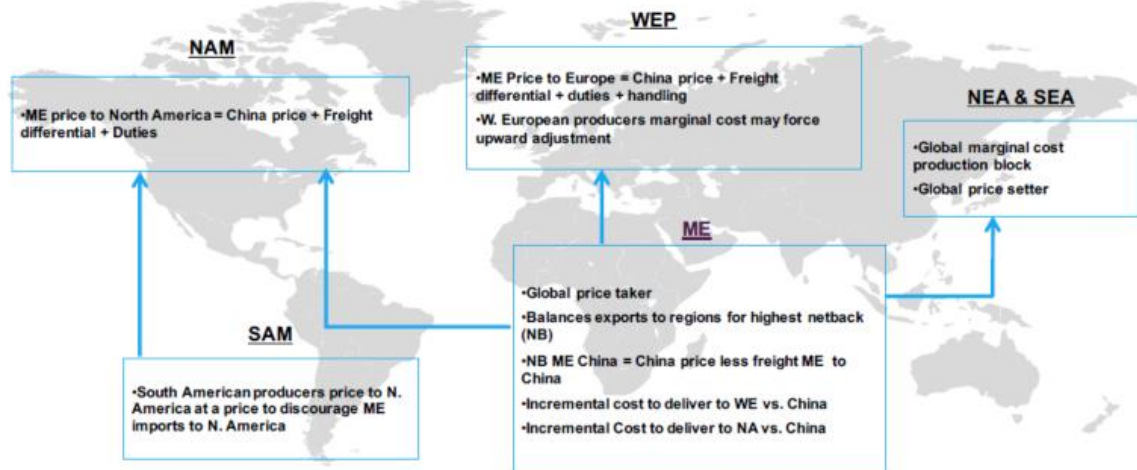 WEP
NAM
•ME Price to Europe = China price + Freight
differential + duties + handling
•W. European producers marginal cost may force
upward adjustment
NEA & SEA
•ME price to North America = China price + Freight
differential + Duties
•Global marginal cost
production block
•Global price setter
ME
•Global price taker
•Balances exports to regions for highest netback
(NB)
•NB ME China = China price less freight ME to
China
•Incremental cost to deliver to WE vs. China
•Incremental Cost to deliver to NA vs. China
SAM
•South American producers price to N.
America at a price to discourage ME
imports to N. America